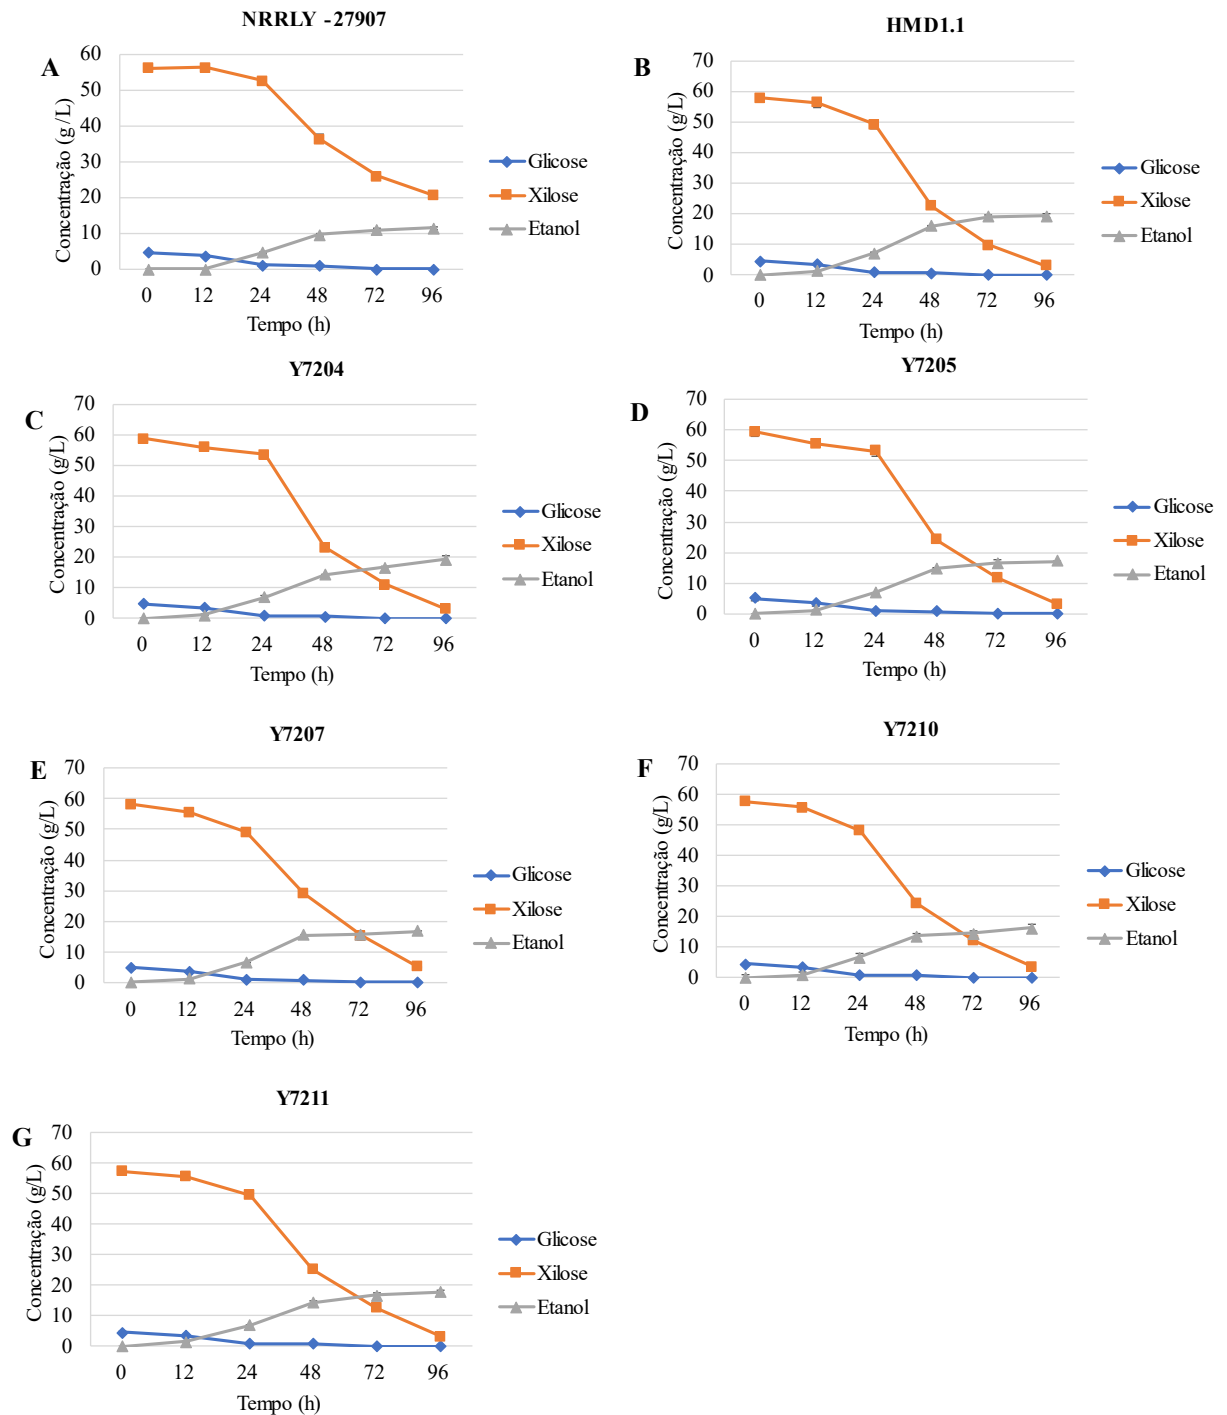 NRRLY -27907
A
Concentração (g/L)
60
50
40
30
20
10
0
0 12 24 48 72 96
Tempo (h)
Glicose
Xilose
Etanol
HMD1.1
B
Concentração (g/L)
70
60
50
40
30
20
10
0
0 12 24 48 72 96
Tempo (h)
Glicose
Xilose
Etanol
Y7204
C
Concentração (g/L)
70
60
50
40
30
20
10
0
0 12 24 48 72 96
Tempo (h)
Glicose
Xilose
Etanol
Y7205
D
Concentração (g/L)
70
60
50
40
30
20
10
0
0 12 24 48 72 96
Tempo (h)
Glicose
Xilose
Etanol
Y7207
E
Concentração (g/L)
70
60
50
40
30
20
10
0
0 12 24 48 72 96
Tempo (h)
Glicose
Xilose
Etanol
Y7210
F
Concentração (g/L)
70
60
50
40
30
20
10
0
0 12 24 48 72 96
Tempo (h)
Glicose
Xilose
Etanol
Y7211
G
Concentração (g/L)
70
60
50
40
30
20
10
0
0 12 24 48 72 96
Tempo (h)
Glicose
Xilose
Etanol